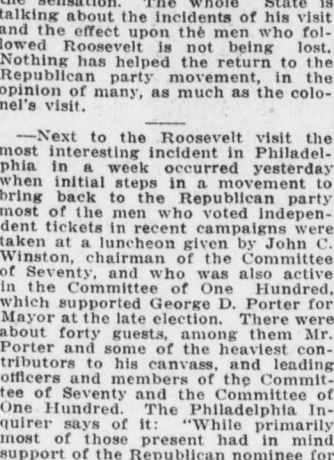 the sensation. The whole State is
talking about the incidents of his visit
and the effect upon the men who fol-
lowed Roosevelt is not being lost.
Nothing has helped the return to the
Republican party movement, in the
opinion of many, as much as the colo-
nel's visit.
—Next to the Roosevelt visit the
most interesting incident in Philadel-
phia in a week occurred yesterday
when initial steps in a movement to
bring back to the Republican party
most of the men who voted indepen-
dent tickets in recent campaigns were
taken at a luncheon given by John C.
Winston, chairman of the Committee
of Seventy, and who was also active
in the Committee of One Hundred,
which supported George D. Porter for
Mayor at the late election. There were
about forty guests, among them Mr.
Porter and some of the heaviest con-
tributors to his canvass, and leading
officers and members of the Commit-
tee of Seventy and the Committee of
One Hundred. The Philadelphia In-
quirer says of it: "While primarily
most of those present had in mind
support of the Republican nominee for